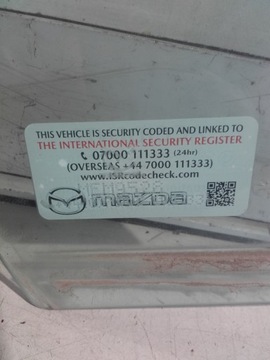 THIS VEHICLE IS SECURITY CODED AND LINKED TO
THE INTERNATIONAL SECURITY REGISTER
07000 111333 (24hr)
(OVERSEAS +44 7000 111333)
www.ISRcodecheck.com
mazda